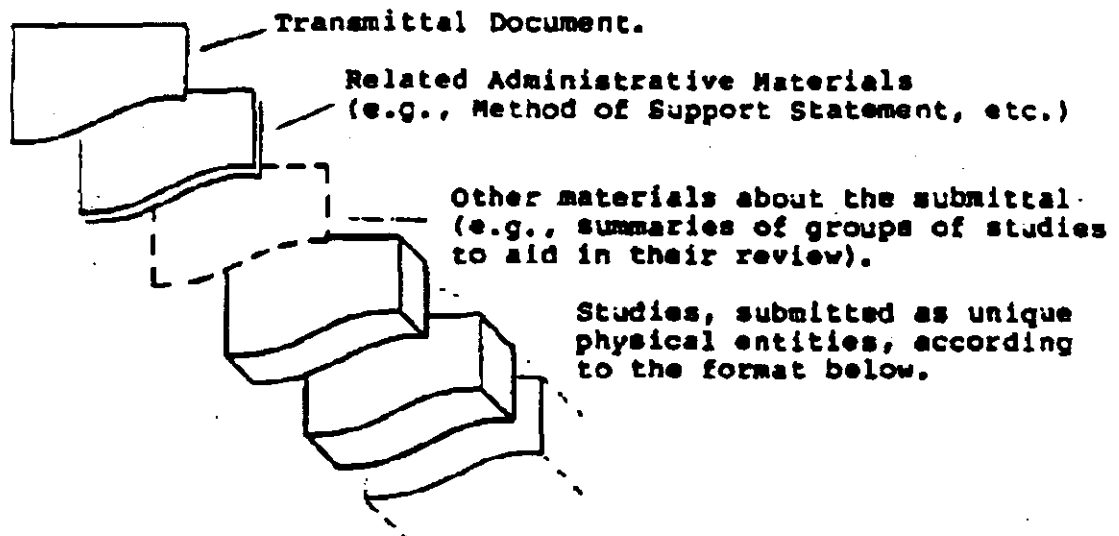 Transmittal Document.
Related Administrative Materials
(e.g., Method of Support Statement, etc.)
Other materials about the submittal
(e.g., summaries of groups of studies
to aid in their review).
Studies, submitted as unique
physical entities, according
to the format below.